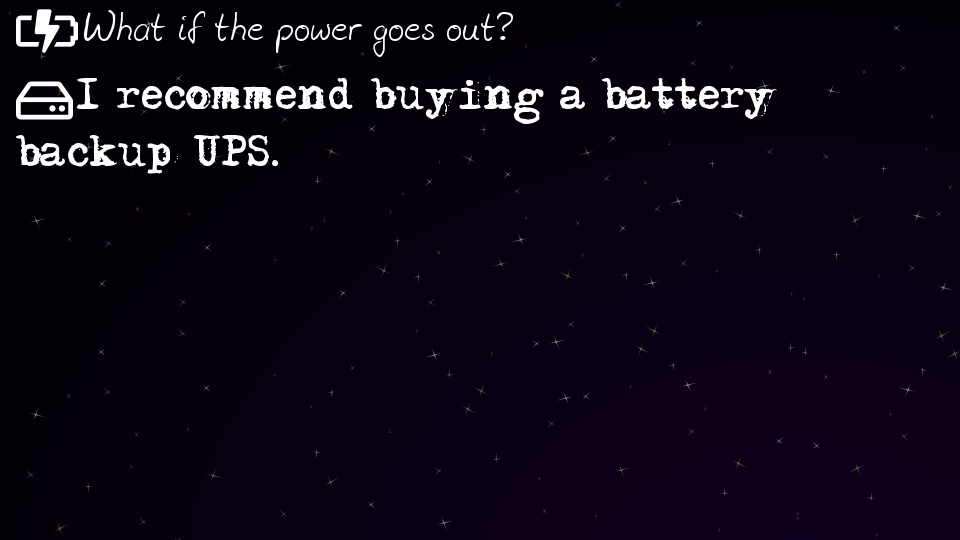 What if the power goes out?
I recommend buying a battery
backup UPS.